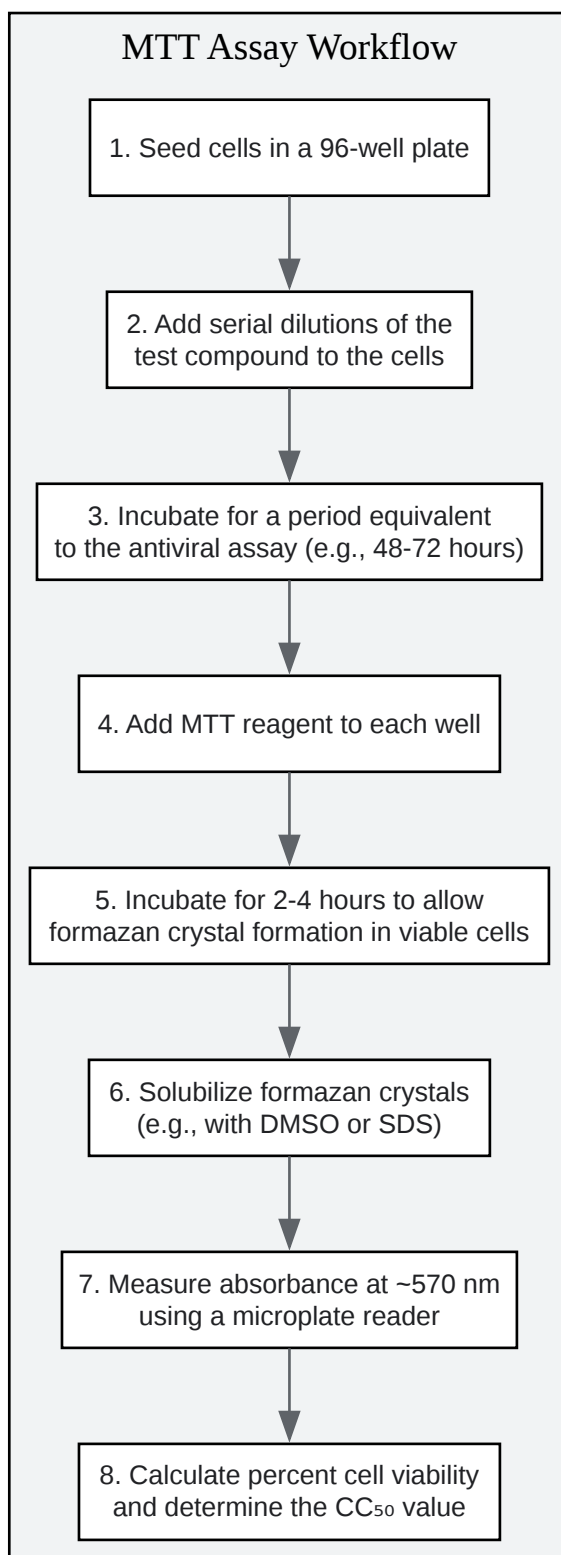 MTT Assay Workflow
1. Seed cells in a 96-well plate
2. Add serial dilutions of the
test compound to the cells
3. Incubate for a period equivalent
to the antiviral assay (e.g., 48-72 hours)
4. Add MTT reagent to each well
5. Incubate for 2-4 hours to allow
formazan crystal formation in viable cells
6. Solubilize formazan crystals
(e.g., with DMSO or SDS)
7. Measure absorbance at ~570 nm
using a microplate reader
8. Calculate percent cell viability
and determine the CC₅₀ value